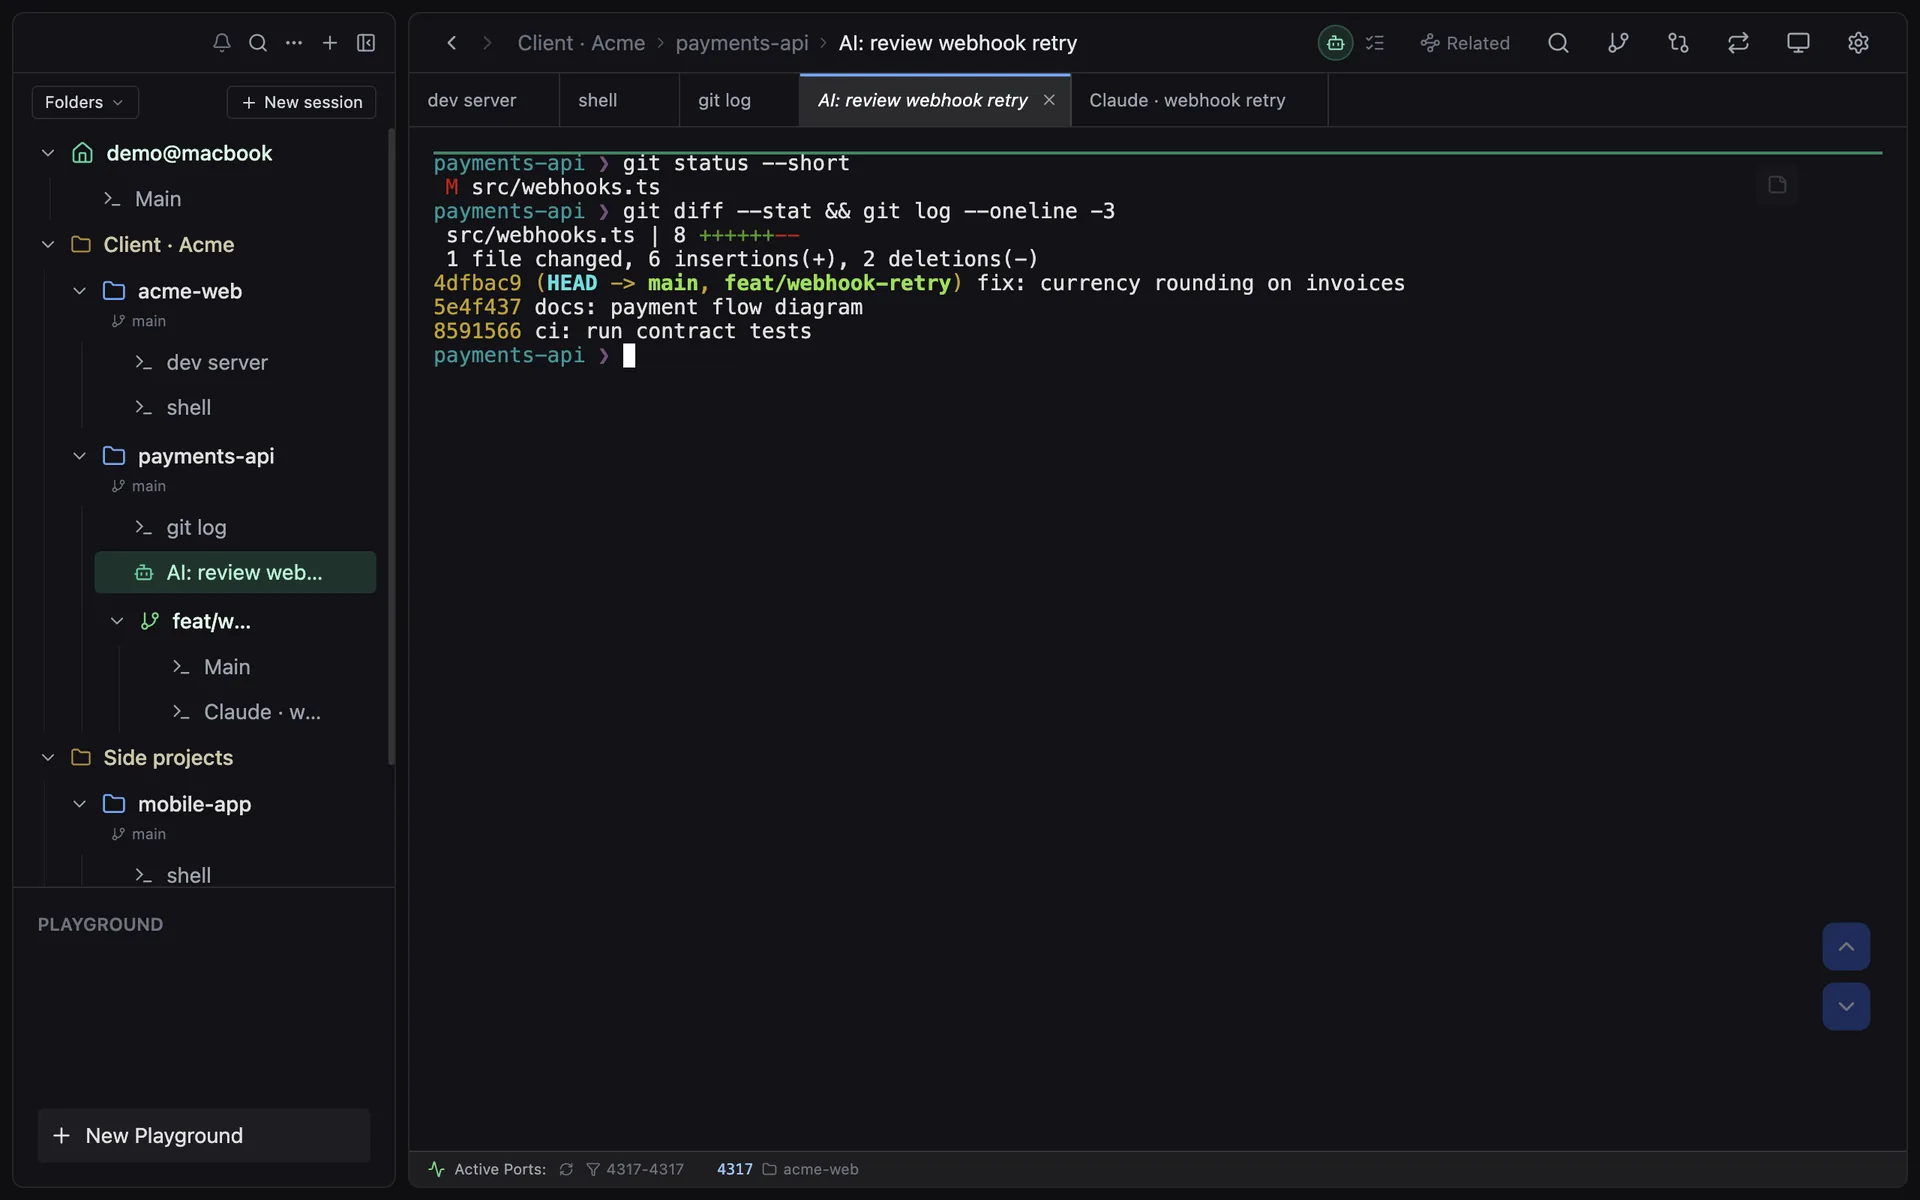 Folders
+ New session
demo@macbook
Main
Client · Acme
acme-web
main
dev server
shell
payments-api
main
git log
AI: review web...
feat/w...
Main
Claude · w...
Side projects
mobile-app
main
shell
PLAYGROUND
+ New Playground
Client · Acme > payments-api > AI: review webhook retry
Related
dev server
shell
git log
AI: review webhook retry ×
Claude · webhook retry
payments-api ❯ git status --short
M src/webhooks.ts
payments-api ❯ git diff --stat && git log --oneline -3
src/webhooks.ts | 8 ++++++--
1 file changed, 6 insertions(+), 2 deletions(-)
4dfbac9 (HEAD -> main, feat/webhook-retry) fix: currency rounding on invoices
5e4f437 docs: payment flow diagram
8591566 ci: run contract tests
payments-api ❯
Active Ports: 4317-4317 4317 acme-web